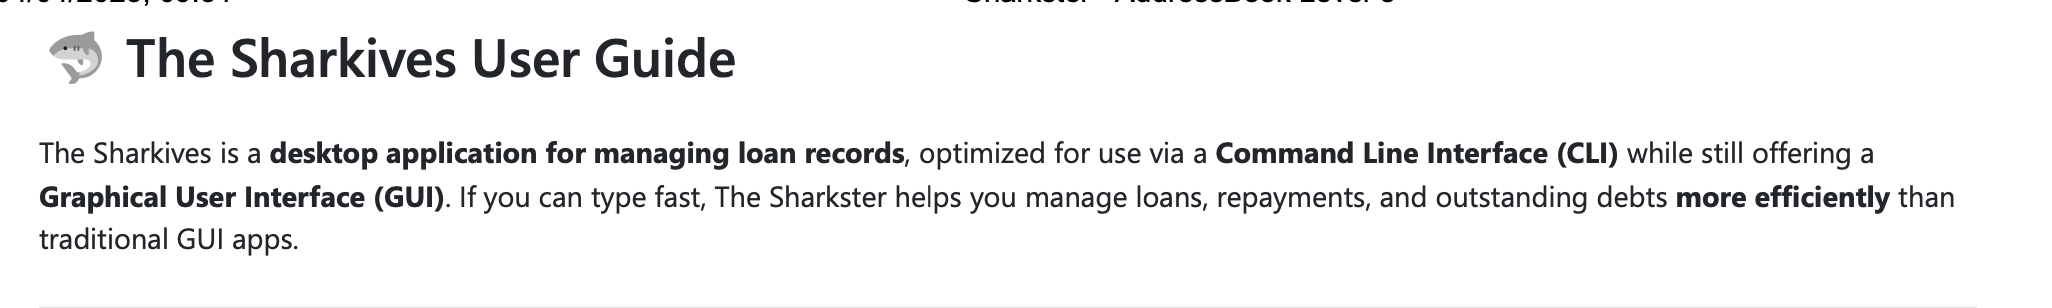 The Sharkives User Guide
The Sharkives is a desktop application for managing loan records, optimized for use via a Command Line Interface (CLI) while still offering a
Graphical User Interface (GUI). If you can type fast, The Sharkster helps you manage loans, repayments, and outstanding debts more efficiently than
traditional GUI apps.